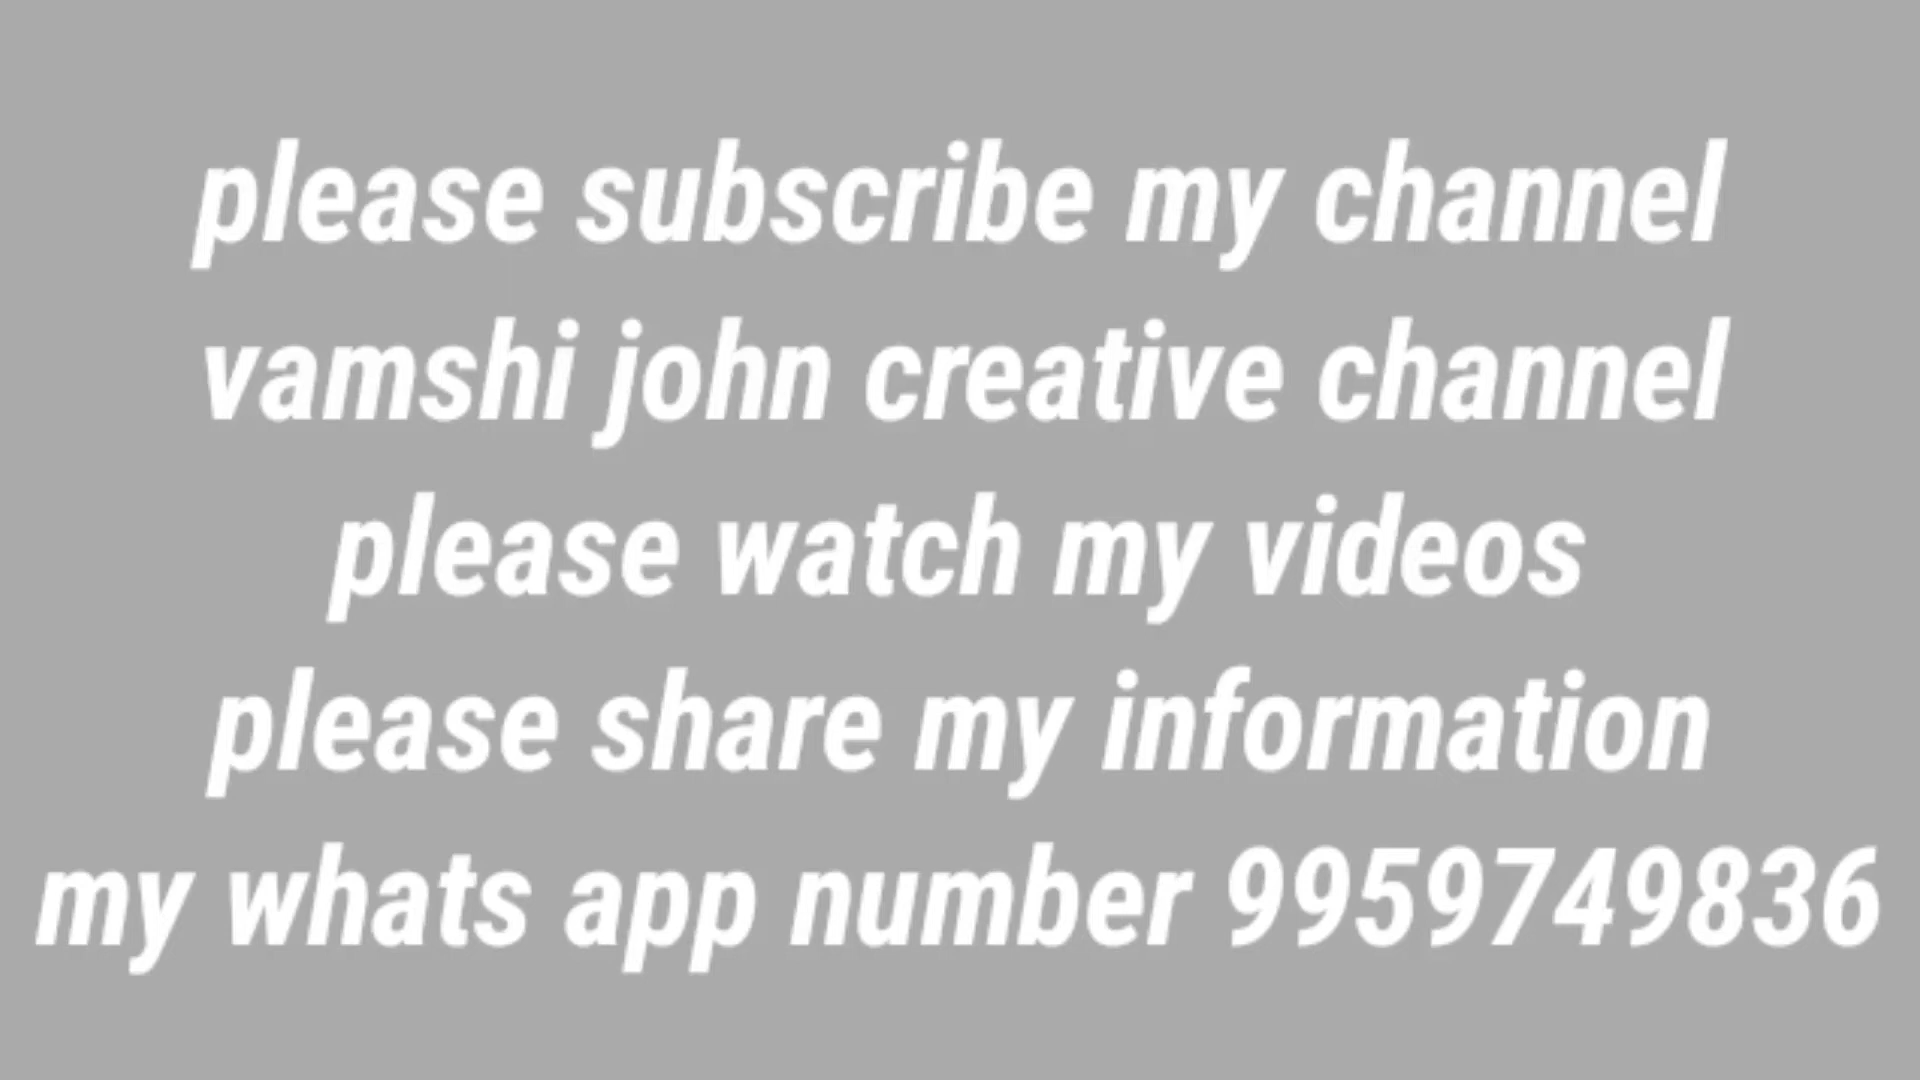 please subscribe my channel
vamshi john creative channel
please watch my videos
please share my information
my whats app number 9959749836